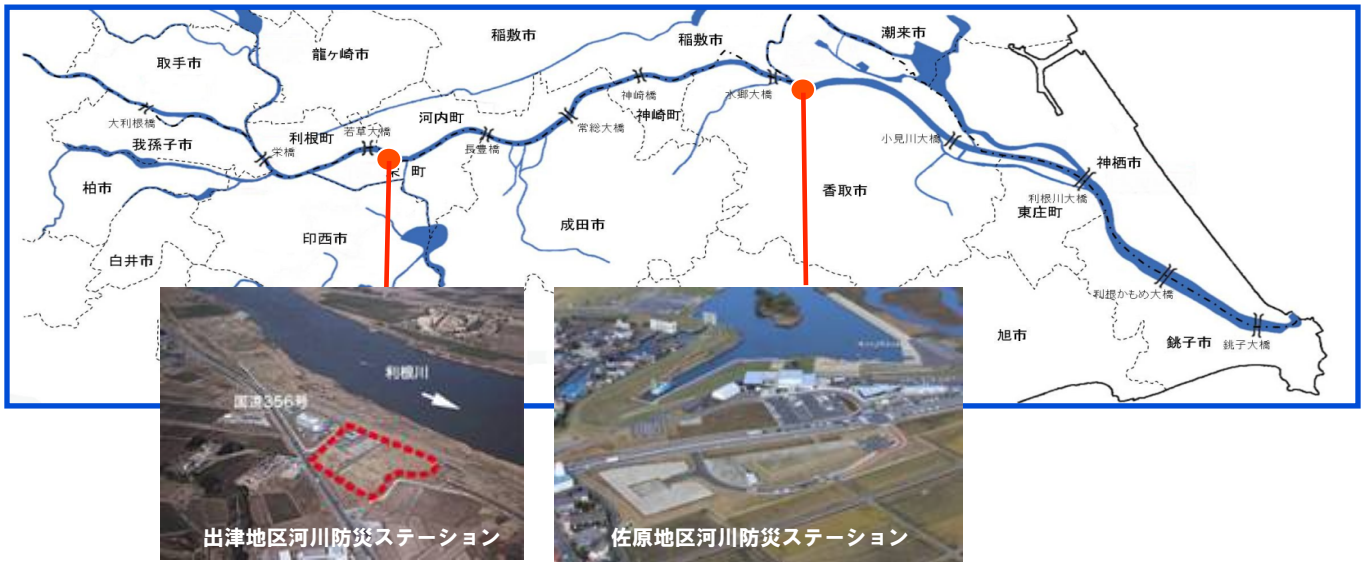 稲敷市
稲敷市
潮来市
取手市
龍ヶ崎市
神崎橋
水郷大橋
大利根橋
利根町
河内町
神崎町
常総大橋
若草大橋
我孫子市
長豊橋
小見川大橋
栄橋
町
神栖市
柏市
香取市
利根川大橋
東庄町
印西市
成田市
白井市
利根かもめ大橋
旭市
銚子市
銚子大橋
利根川
国道356号
出津地区河川防災ステーション
佐原地区河川防災ステーション